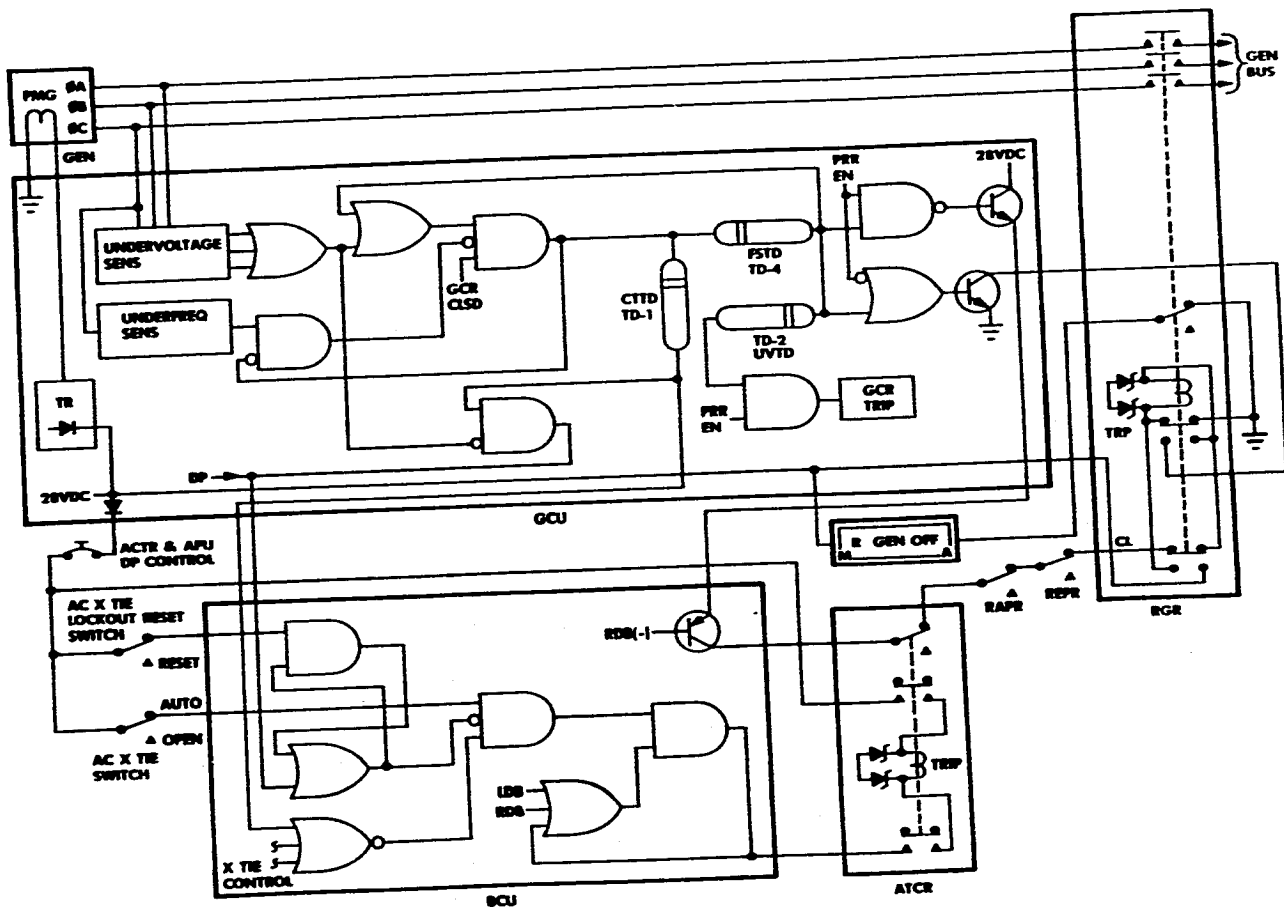 PMG
ØA
ØB
ØC
GEN
GEN
BUS
PRR
EN
28VDC
UNDERVOLTAGE
SENS
GCR
CLSD
FSTD
TD-4
CTTD
TD-1
UNDERFREQ
SENS
TD-2
UVTD
TR
PRR
EN
GCR
TRIP
TRP
DP
28VDC
GCU
ACTR & APU
DP CONTROL
R GEN OFF
M A
CL
RAPR
REPR
RGR
AC X TIE
LOCKOUT RESET
SWITCH
RESET
RDB(-)
AUTO
OPEN
AC X TIE
SWITCH
LDB
RDB
TRIP
S
S
X TIE
CONTROL
BCU
ATCR